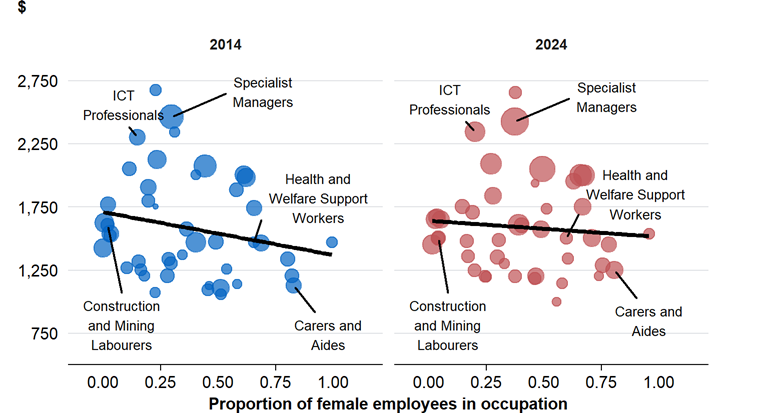 $
2014
2024
2,750
2,250
1,750
1,250
750
ICT
Professionals
Specialist
Managers
Health and
Welfare Support
Workers
Construction
and Mining
Labourers
Carers and
Aides
ICT
Professionals
Specialist
Managers
Health and
Welfare Support
Workers
Construction
and Mining
Labourers
Carers and
Aides
0.00 0.25 0.50 0.75 1.00
0.00 0.25 0.50 0.75 1.00
Proportion of female employees in occupation